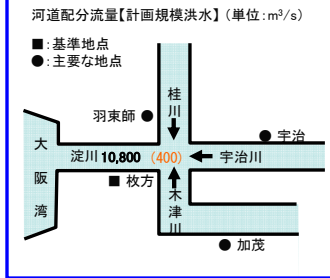 河道配分流量【計画規模洪水】(単位:m³/s)
■:基準地点
●:主要な地点
桂川
羽束師●
●宇治
大阪湾
淀川 10,800 (400)
宇治川
■枚方
木津川
●加茂